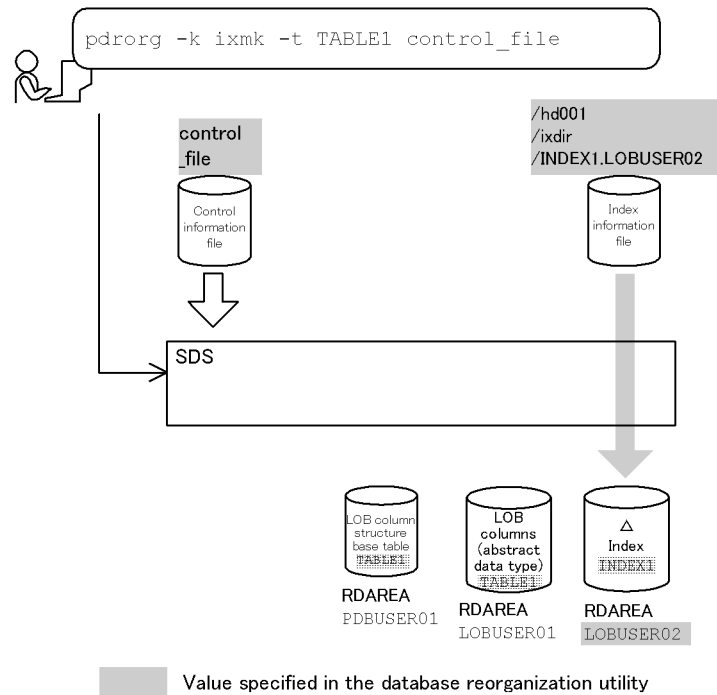 pdrorg -k ixmk -t TABLE1 control_file
control
_file
/hd001
/ixdir
/INDEX1.LOBUSER02
Control
information
file
Index
information
file
SDS
LOB column
structure
base table
TABLE1
RDAREA
PDBUSER01
LOB
columns
(abstract
data type)
TABLE1
RDAREA
LOBUSER01
△
Index
INDEX1
RDAREA
LOBUSER02
Value specified in the database reorganization utility